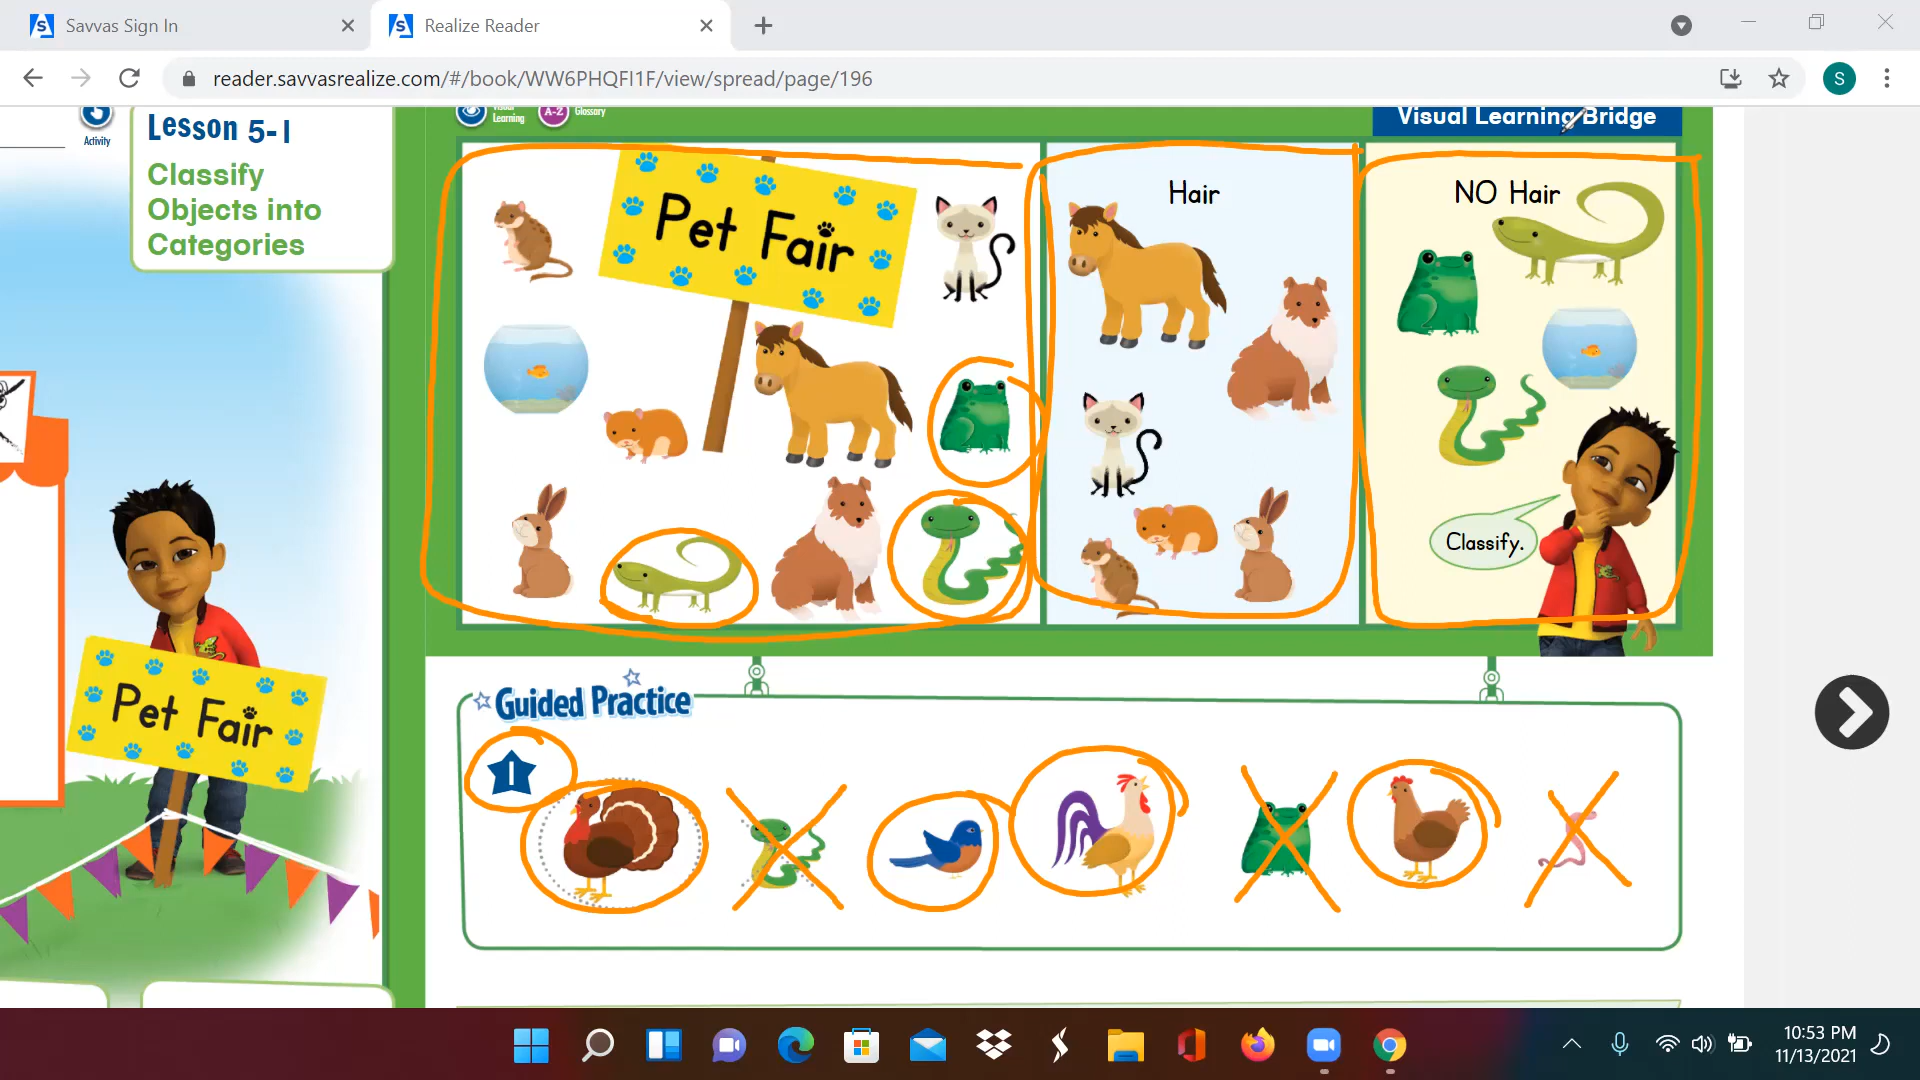 Savvas Sign In
Realize Reader
reader.savvasrealize.com/#/book/WW6PHQFI1F/view/spread/page/196
S
Activity
Lesson 5-1
Classify
Objects into
Categories
Visual
Learning
A-Z
Glossary
Visual Learning Bridge
Pet Fair
Hair
NO Hair
Classify.
Pet Fair
Guided Practice
1
10:53 PM
11/13/2021